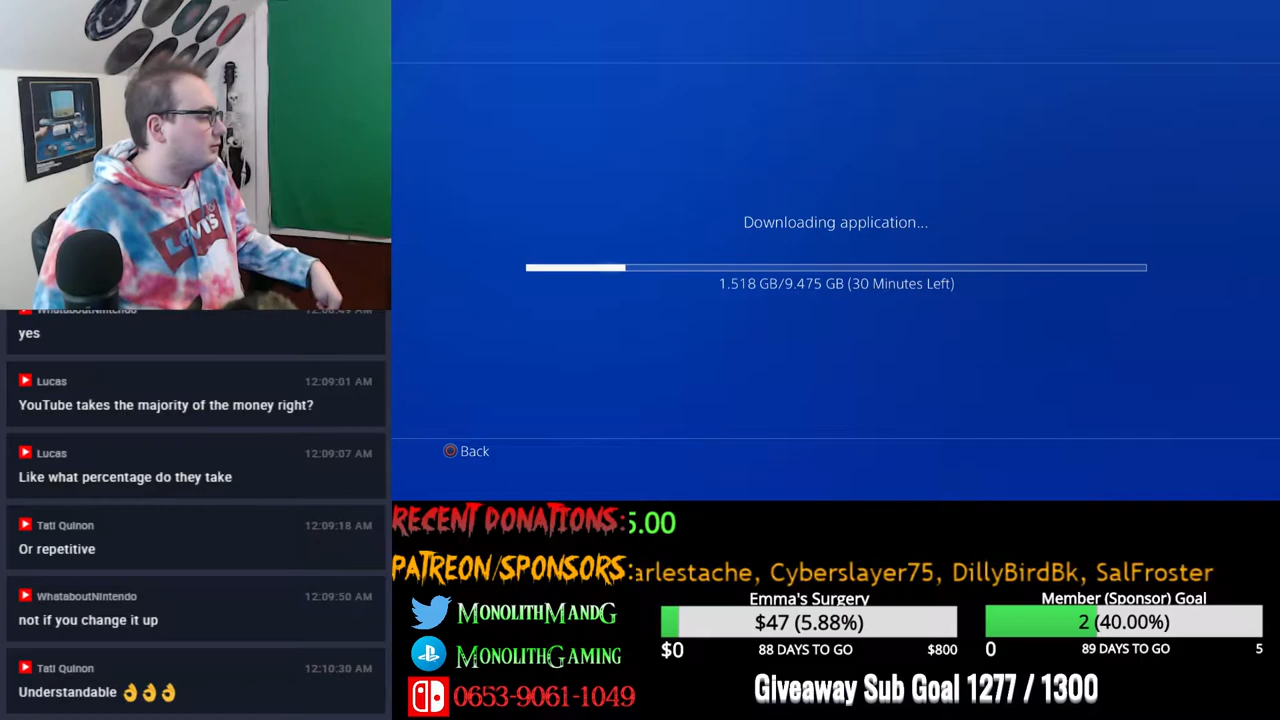 LEVI'S
Downloading application...
1.518 GB/9.475 GB (30 Minutes Left)
Back
WhataboutNintendo
yes
Lucas 12:09:01 AM
YouTube takes the majority of the money right?
Lucas 12:09:07 AM
Like what percentage do they take
Tati Quinon 12:09:18 AM
Or repetitive
WhataboutNintendo 12:09:50 AM
not if you change it up
Tati Quinon 12:10:30 AM
Understandable 👌👌👌
RECENT DONATIONS: 5.00
PATREON/SPONSORS: arlestache, Cyberslayer75, DillyBirdBk, SalFroster
MONOLITHMANDG
MONOLITHGAMING
0653-9061-1049
Emma's Surgery
$47 (5.88%)
$0 88 DAYS TO GO $800
Member (Sponsor) Goal
2 (40.00%)
0 89 DAYS TO GO 5
Giveaway Sub Goal 1277 / 1300